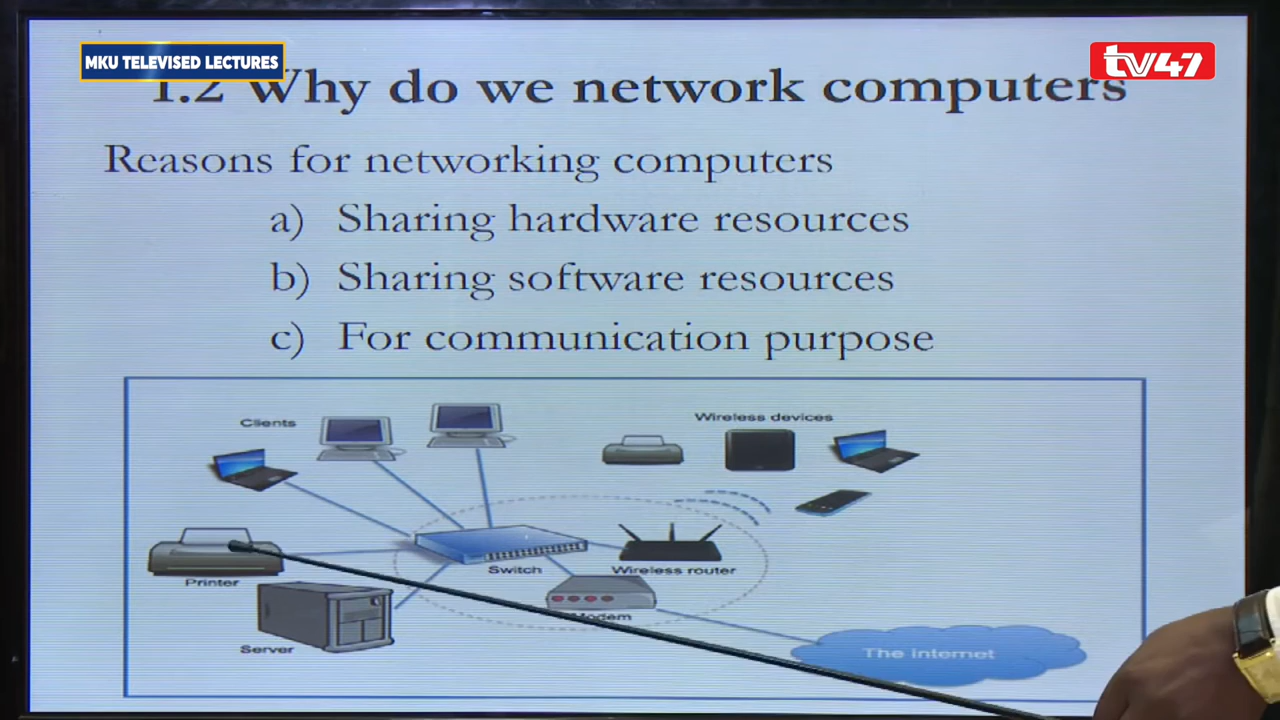 MKU TELEVISED LECTURES
tv47
1.2 Why do we network computers
Reasons for networking computers
a) Sharing hardware resources
b) Sharing software resources
c) For communication purpose
Clients
Wireless devices
Switch
Wireless router
Printer
Modem
Server
The Internet